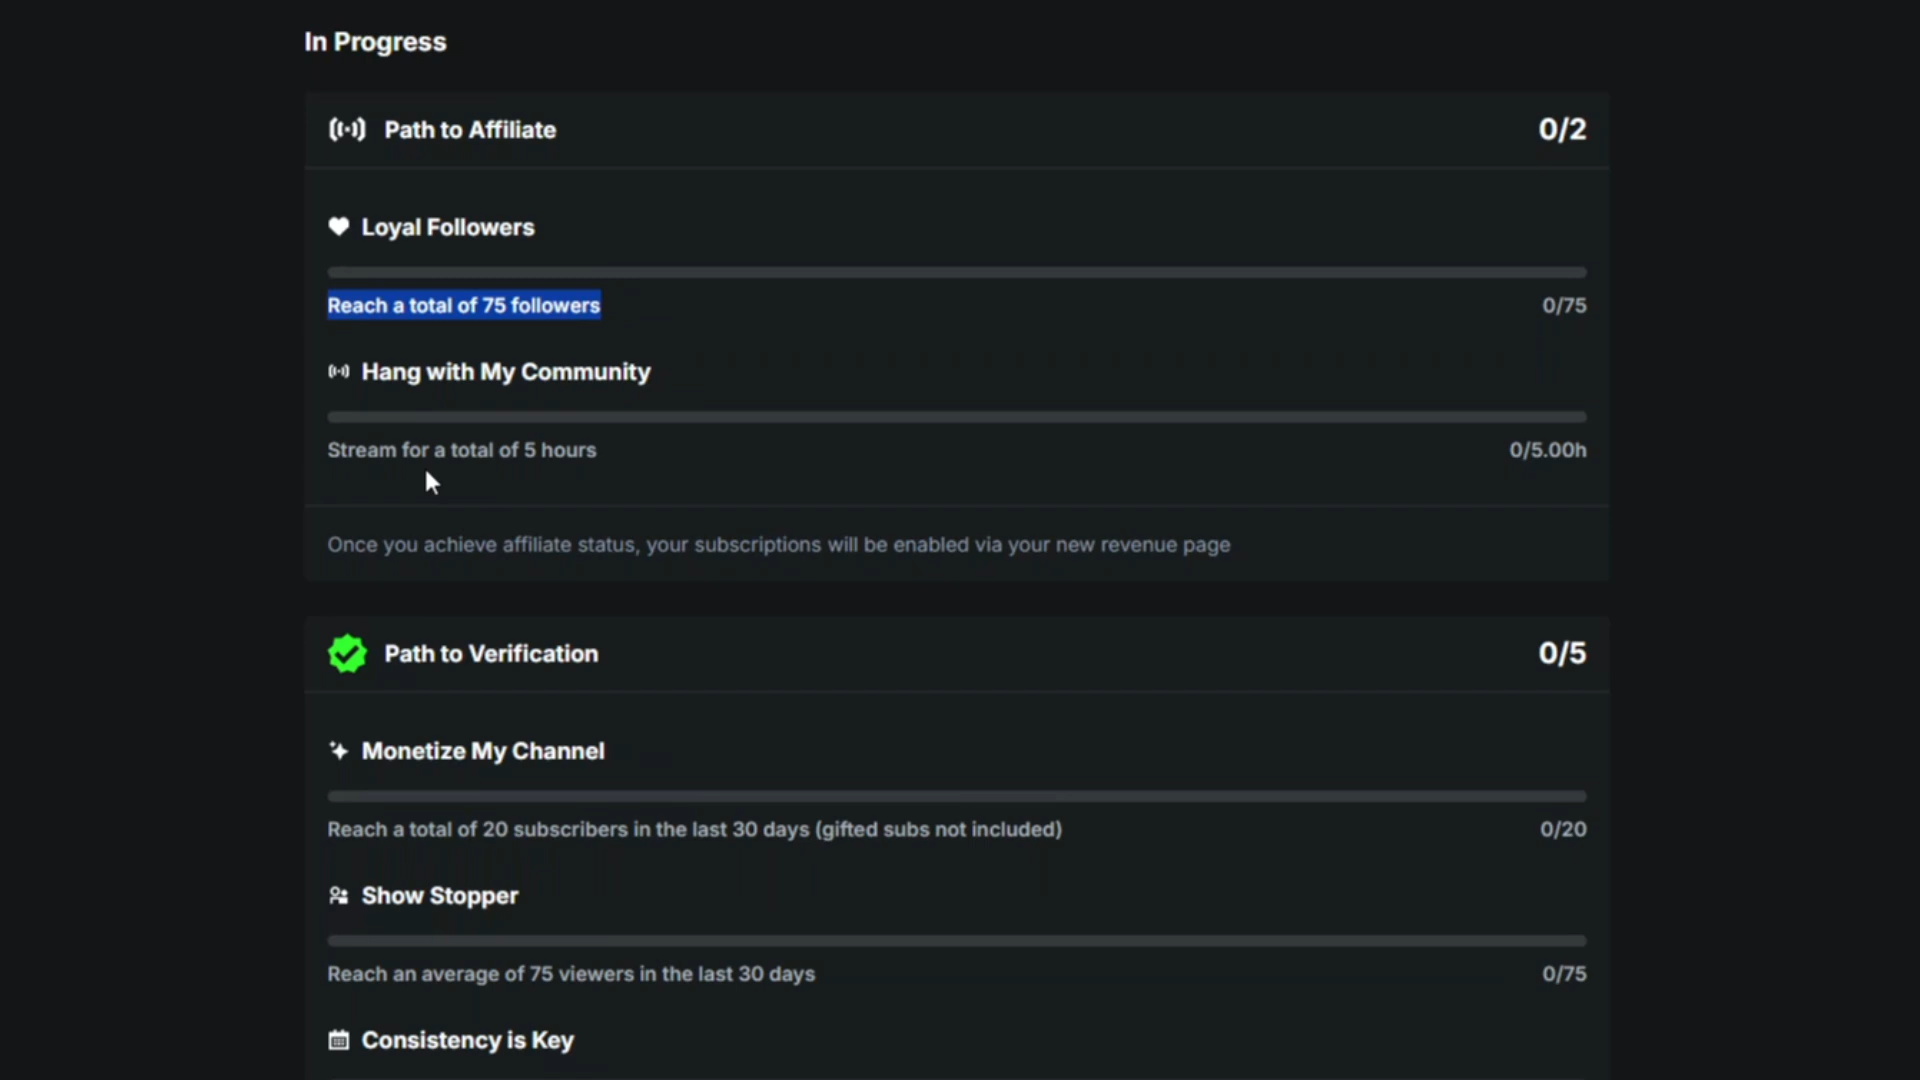 In Progress
Path to Affiliate 0/2
Loyal Followers
Reach a total of 75 followers 0/75
Hang with My Community
Stream for a total of 5 hours 0/5.00h
Once you achieve affiliate status, your subscriptions will be enabled via your new revenue page
Path to Verification 0/5
Monetize My Channel
Reach a total of 20 subscribers in the last 30 days (gifted subs not included) 0/20
Show Stopper
Reach an average of 75 viewers in the last 30 days 0/75
Consistency is Key